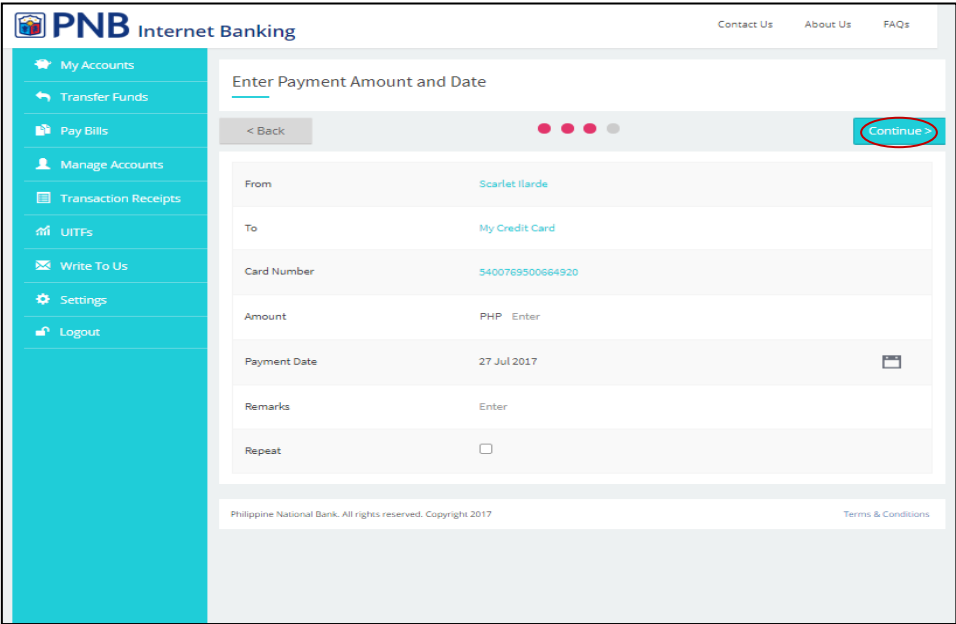 PNB Internet Banking
Contact Us About Us FAQs
My Accounts
Transfer Funds
Pay Bills
Manage Accounts
Transaction Receipts
UITFs
Write To Us
Settings
Logout
Enter Payment Amount and Date
< Back
Continue >
From Scarlet Ilarde
To My Credit Card
Card Number 5400769500664920
Amount PHP Enter
Payment Date 27 Jul 2017
Remarks Enter
Repeat
Philippine National Bank. All rights reserved. Copyright 2017 Terms & Conditions